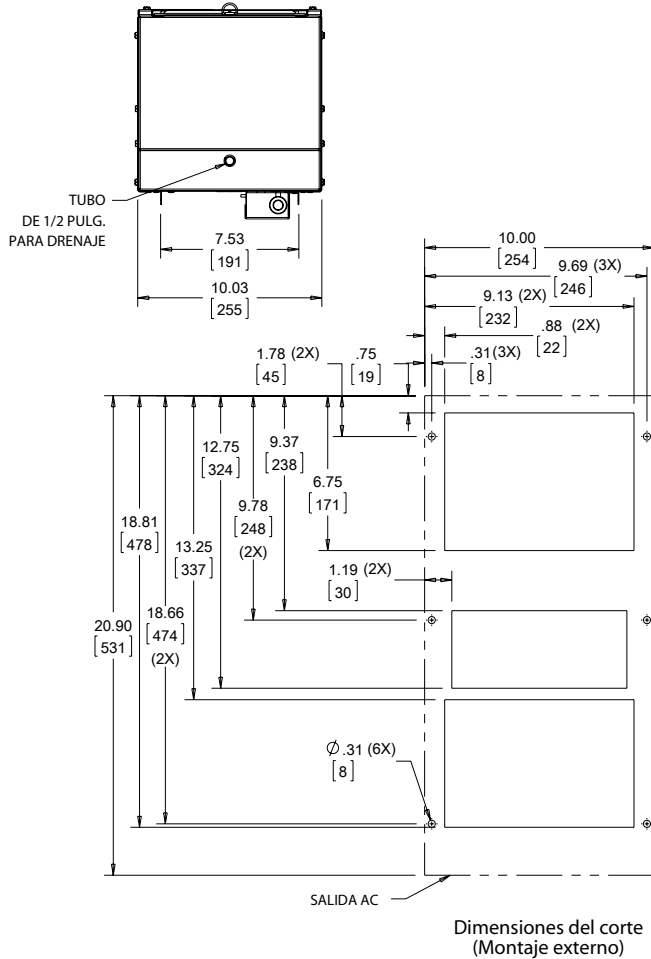 TUBO
DE 1/2 PULG.
PARA DRENAJE
7.53
[191]
10.03
[255]
10.00
[254]
9.69 (3X)
[246]
9.13 (2X)
[232]
.88 (2X)
[22]
1.78 (2X)
[45]
.75
[19]
.31(3X)
[8]
12.75
[324]
9.37
[238]
6.75
[171]
9.78
[248]
(2X)
18.81
[478]
13.25
[337]
1.19 (2X)
[30]
18.66
[474]
(2X)
20.90
[531]
Ø .31 (6X)
[8]
SALIDA AC
Dimensiones del corte
(Montaje externo)